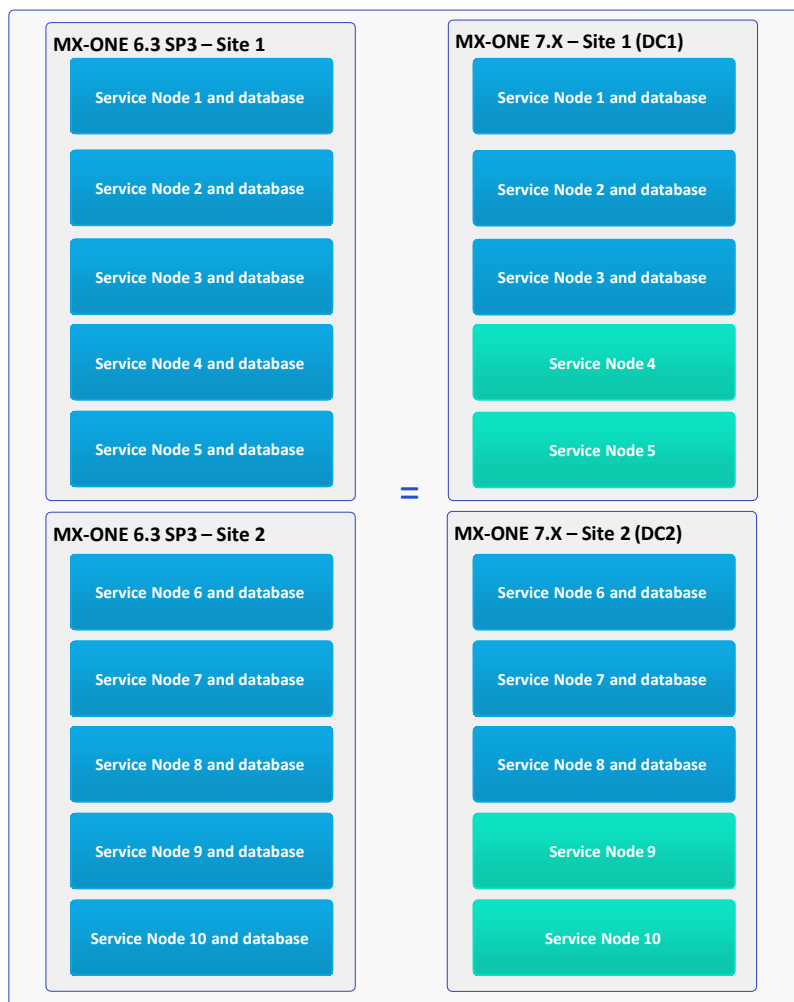 MX-ONE 6.3 SP3 – Site 1
Service Node 1 and database
Service Node 2 and database
Service Node 3 and database
Service Node 4 and database
Service Node 5 and database
MX-ONE 7.X – Site 1 (DC1)
Service Node 1 and database
Service Node 2 and database
Service Node 3 and database
Service Node 4
Service Node 5
=
MX-ONE 6.3 SP3 – Site 2
Service Node 6 and database
Service Node 7 and database
Service Node 8 and database
Service Node 9 and database
Service Node 10 and database
MX-ONE 7.X – Site 2 (DC2)
Service Node 6 and database
Service Node 7 and database
Service Node 8 and database
Service Node 9
Service Node 10